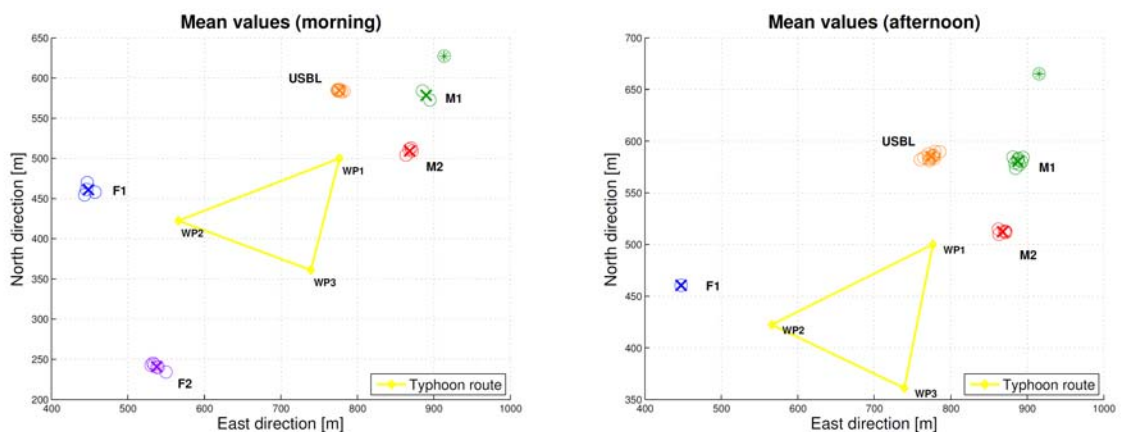 Mean values (morning)
650
600
550
500
450
400
350
300
250
200
400
500
600
700
800
900
1000
North direction [m]
East direction [m]
USBL
M1
M2
WP1
F1
WP2
WP3
F2
Typhoon route
Mean values (afternoon)
700
650
600
550
500
450
400
350
400
500
600
700
800
900
1000
North direction [m]
East direction [m]
USBL
M1
M2
WP1
F1
WP2
WP3
Typhoon route